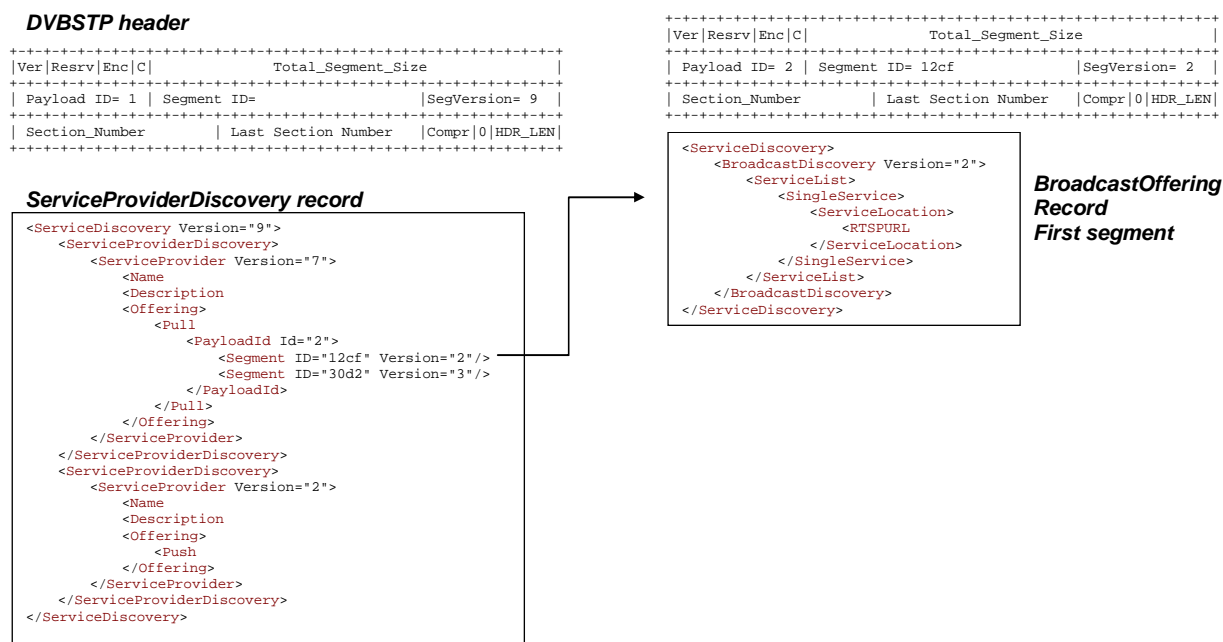 DVBSTP header
+-+-+-+-+-+-+-+-+-+-+-+-+-+-+-+-+-+-+-+-+-+-+-+-+-+-+-+-+-+-+-+-+
|Ver|Resrv|Enc|C| Total_Segment_Size |
+-+-+-+-+-+-+-+-+-+-+-+-+-+-+-+-+-+-+-+-+-+-+-+-+-+-+-+-+-+-+-+-+
| Payload ID= 1 | Segment ID= |SegVersion= 9 |
+-+-+-+-+-+-+-+-+-+-+-+-+-+-+-+-+-+-+-+-+-+-+-+-+-+-+-+-+-+-+-+-+
| Section_Number | Last Section Number |Compr|0|HDR_LEN|
+-+-+-+-+-+-+-+-+-+-+-+-+-+-+-+-+-+-+-+-+-+-+-+-+-+-+-+-+-+-+-+-+
ServiceProviderDiscovery record
<ServiceDiscovery Version="9">
<ServiceProviderDiscovery>
<ServiceProvider Version="7">
<Name
<Description
<Offering>
<Pull
<PayloadId Id="2">
<Segment ID="12cf" Version="2"/>
<Segment ID="30d2" Version="3"/>
</PayloadId>
</Pull>
</Offering>
</ServiceProvider>
</ServiceProviderDiscovery>
<ServiceProviderDiscovery>
<ServiceProvider Version="2">
<Name
<Description
<Offering>
<Push
</Offering>
</ServiceProvider>
</ServiceProviderDiscovery>
</ServiceDiscovery>
+-+-+-+-+-+-+-+-+-+-+-+-+-+-+-+-+-+-+-+-+-+-+-+-+-+-+-+-+-+-+-+-+
|Ver|Resrv|Enc|C| Total_Segment_Size |
+-+-+-+-+-+-+-+-+-+-+-+-+-+-+-+-+-+-+-+-+-+-+-+-+-+-+-+-+-+-+-+-+
| Payload ID= 2 | Segment ID= 12cf |SegVersion= 2 |
+-+-+-+-+-+-+-+-+-+-+-+-+-+-+-+-+-+-+-+-+-+-+-+-+-+-+-+-+-+-+-+-+
| Section_Number | Last Section Number |Compr|0|HDR_LEN|
+-+-+-+-+-+-+-+-+-+-+-+-+-+-+-+-+-+-+-+-+-+-+-+-+-+-+-+-+-+-+-+-+
<ServiceDiscovery>
<BroadcastDiscovery Version="2">
<ServiceList>
<SingleService>
<ServiceLocation>
<RTSPURL
</ServiceLocation>
</SingleService>
</ServiceList>
</BroadcastDiscovery>
</ServiceDiscovery>
BroadcastOffering
Record
First segment